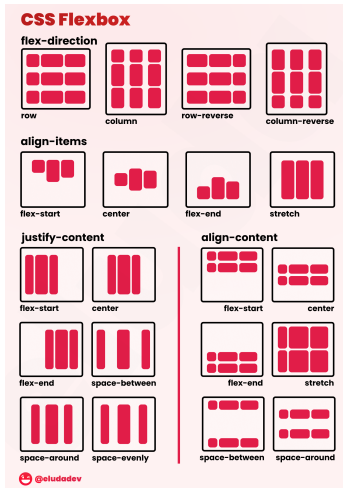 CSS Flexbox
flex-direction
row
column
row-reverse
column-reverse
align-items
flex-start
center
flex-end
stretch
justify-content
flex-start
center
flex-end
space-between
space-around
space-evenly
align-content
flex-start
center
flex-end
stretch
space-between
space-around
@eludadev